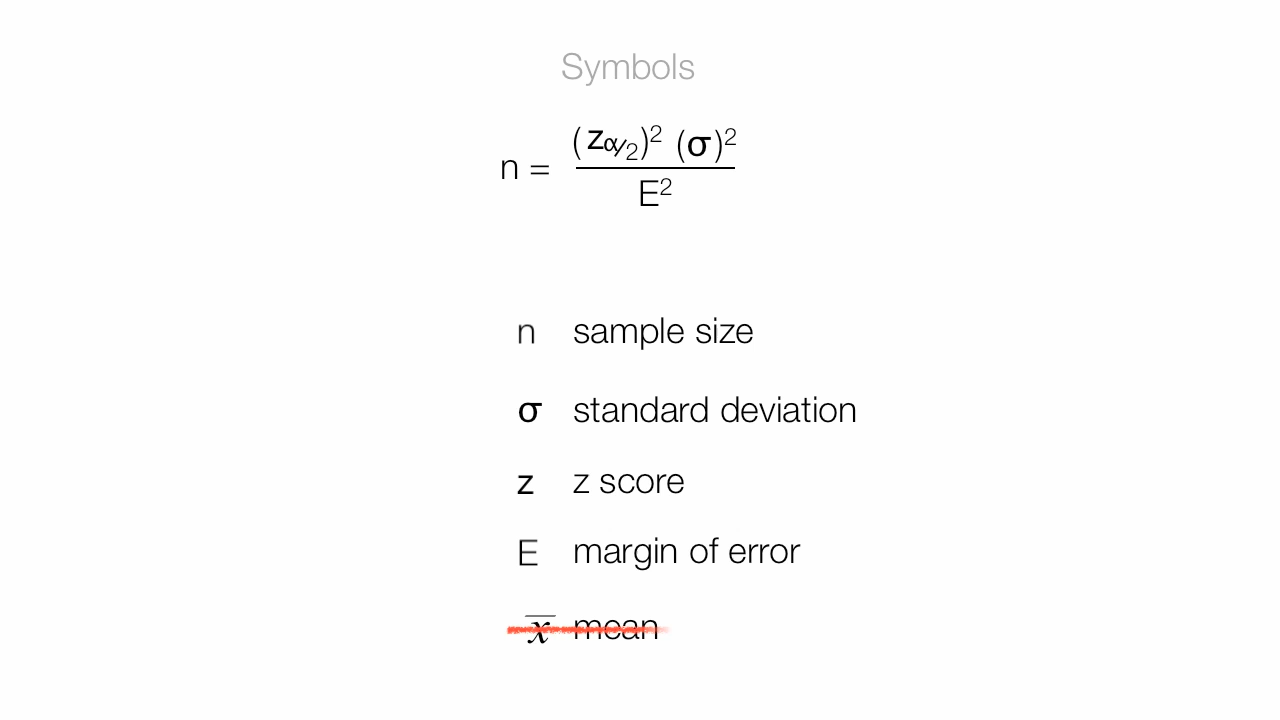 Symbols
n = (zα/2)² (σ)²
E²
n sample size
σ standard deviation
z z score
E margin of error
x̅ mean